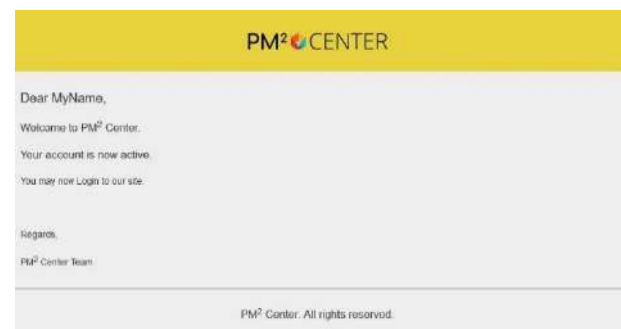 PM² CENTER
Dear MyName,
Welcome to PM² Center.
Your account is now active.
You may now Login to our site.
Regards,
PM² Center Team
PM² Center. All rights reserved.